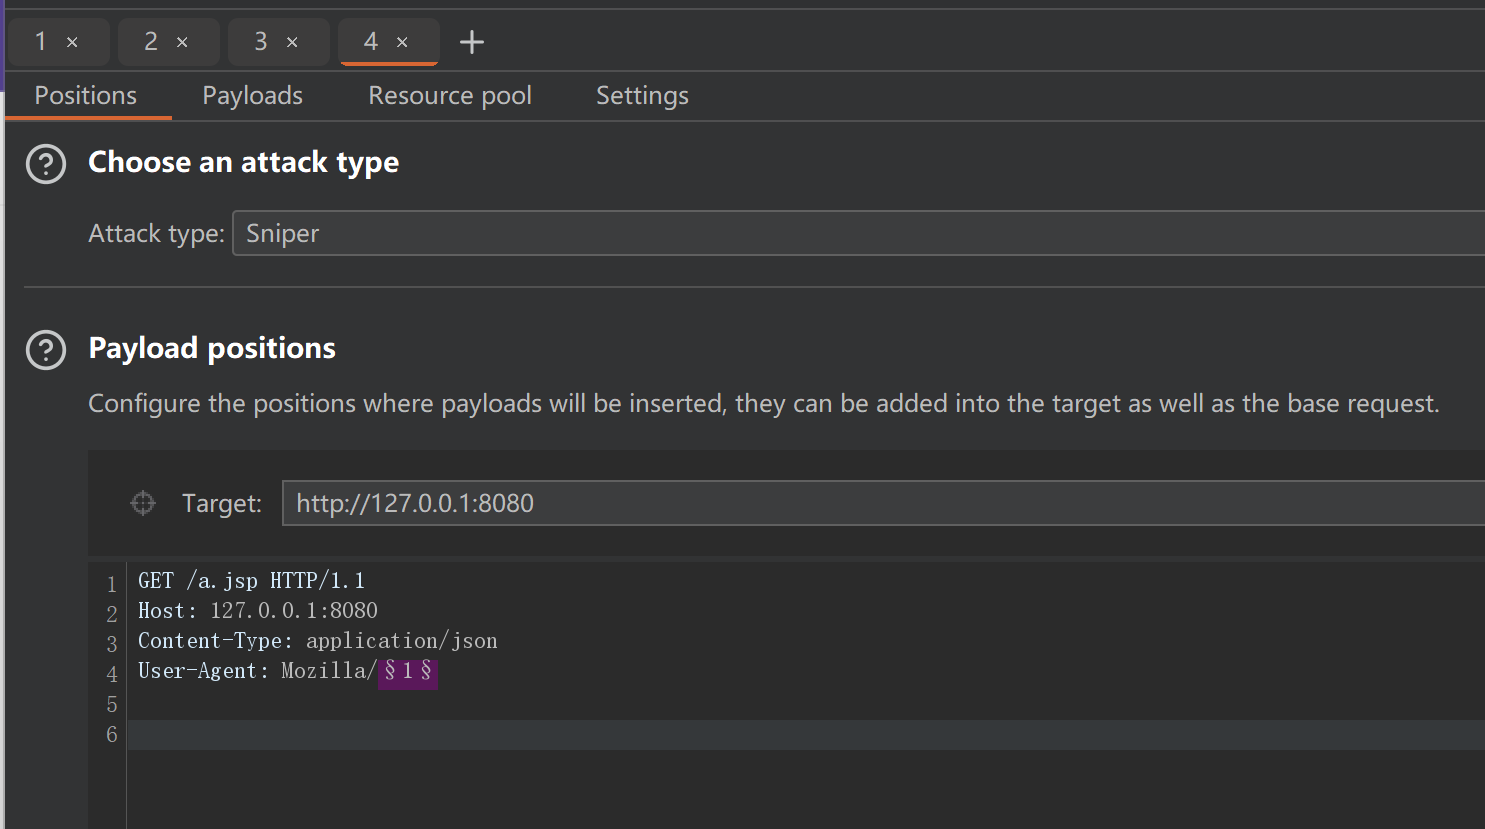 1 × 2 × 3 × 4 × +
Positions Payloads Resource pool Settings
? Choose an attack type
Attack type: Sniper
? Payload positions
Configure the positions where payloads will be inserted, they can be added into the target as well as the base request.
Target: http://127.0.0.1:8080
1 GET /a.jsp HTTP/1.1
2 Host: 127.0.0.1:8080
3 Content-Type: application/json
4 User-Agent: Mozilla/§1§
5
6